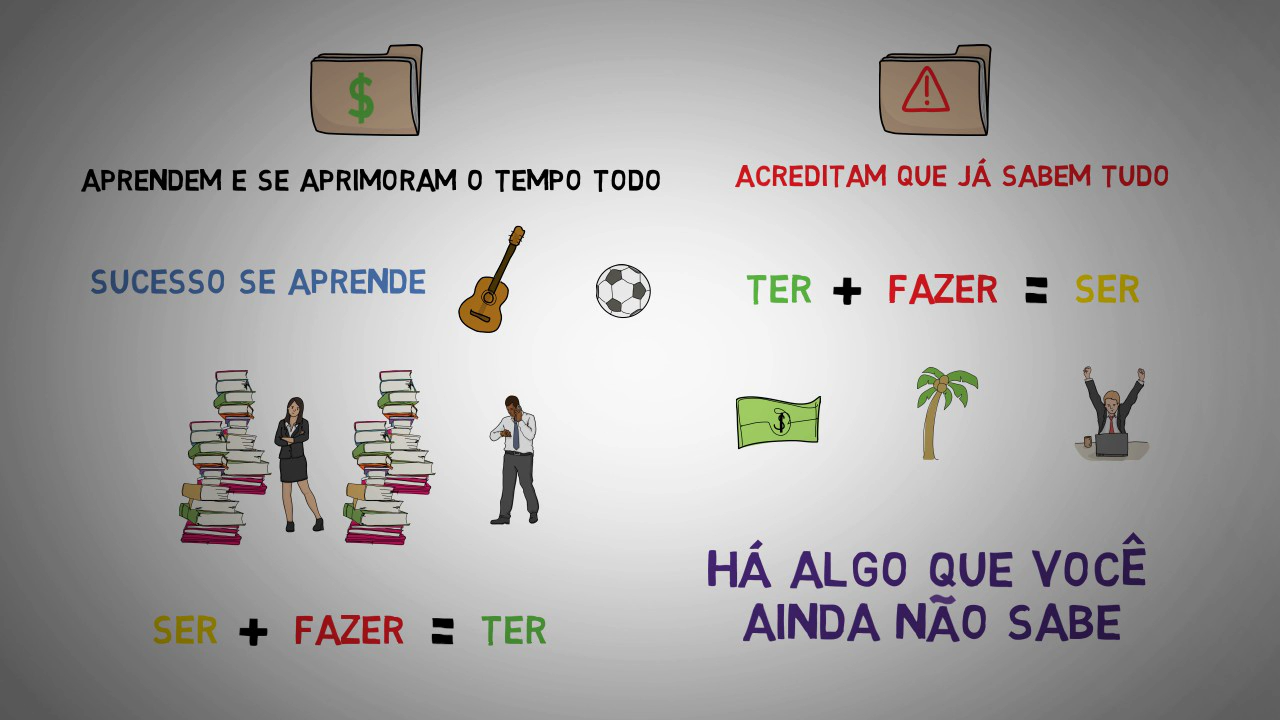 $
APRENDEM E SE APRIMORAM O TEMPO TODO
SUCESSO SE APRENDE
SER + FAZER = TER
!
ACREDITAM QUE JÁ SABEM TUDO
TER + FAZER = SER
$
HÁ ALGO QUE VOCÊ
AINDA NÃO SABE